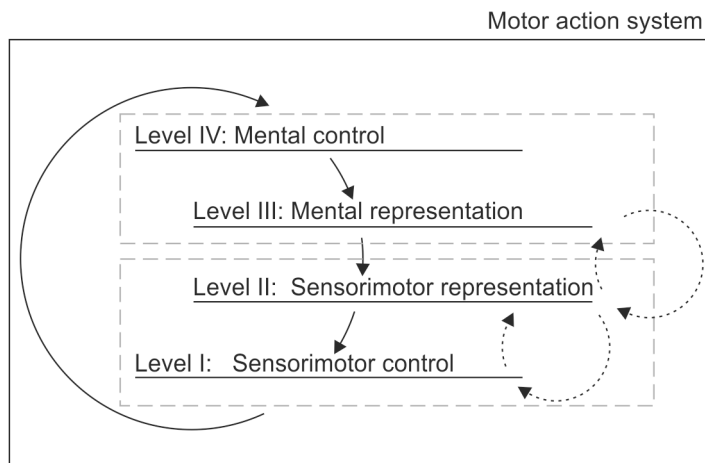 Motor action system
Level IV: Mental control
Level III: Mental representation
Level II: Sensorimotor representation
Level I: Sensorimotor control